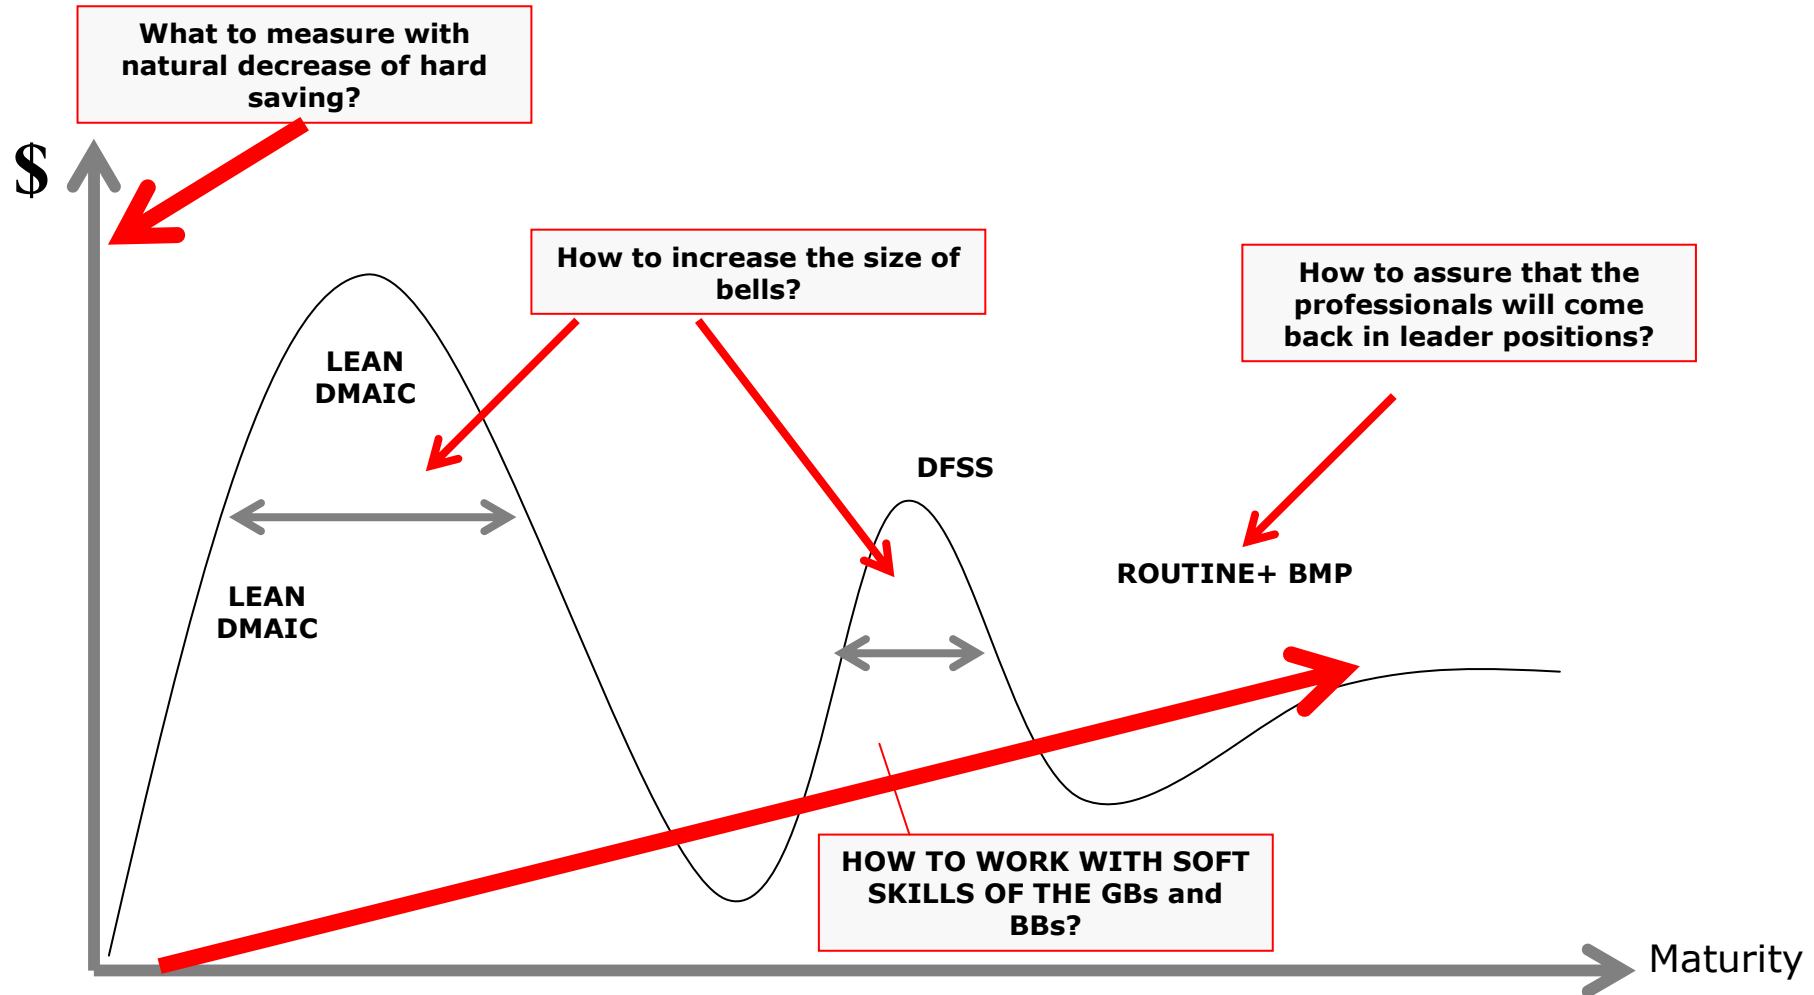 What to measure with
natural decrease of hard
saving?
$
How to increase the size of
bells?
How to assure that the
professionals will come
back in leader positions?
LEAN
DMAIC
DFSS
ROUTINE+ BMP
LEAN
DMAIC
HOW TO WORK WITH SOFT
SKILLS OF THE GBs and
BBs?
Maturity